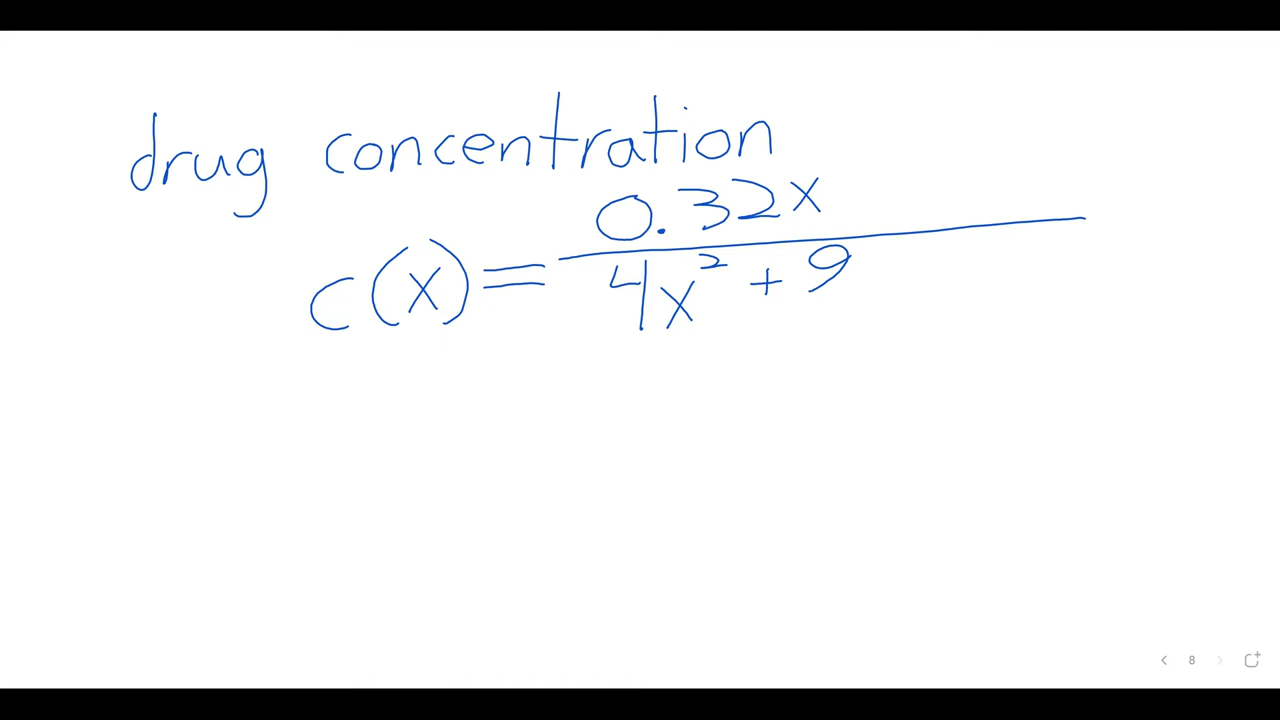 drug concentration
c(x) = 0.32x
4x² + 9
8